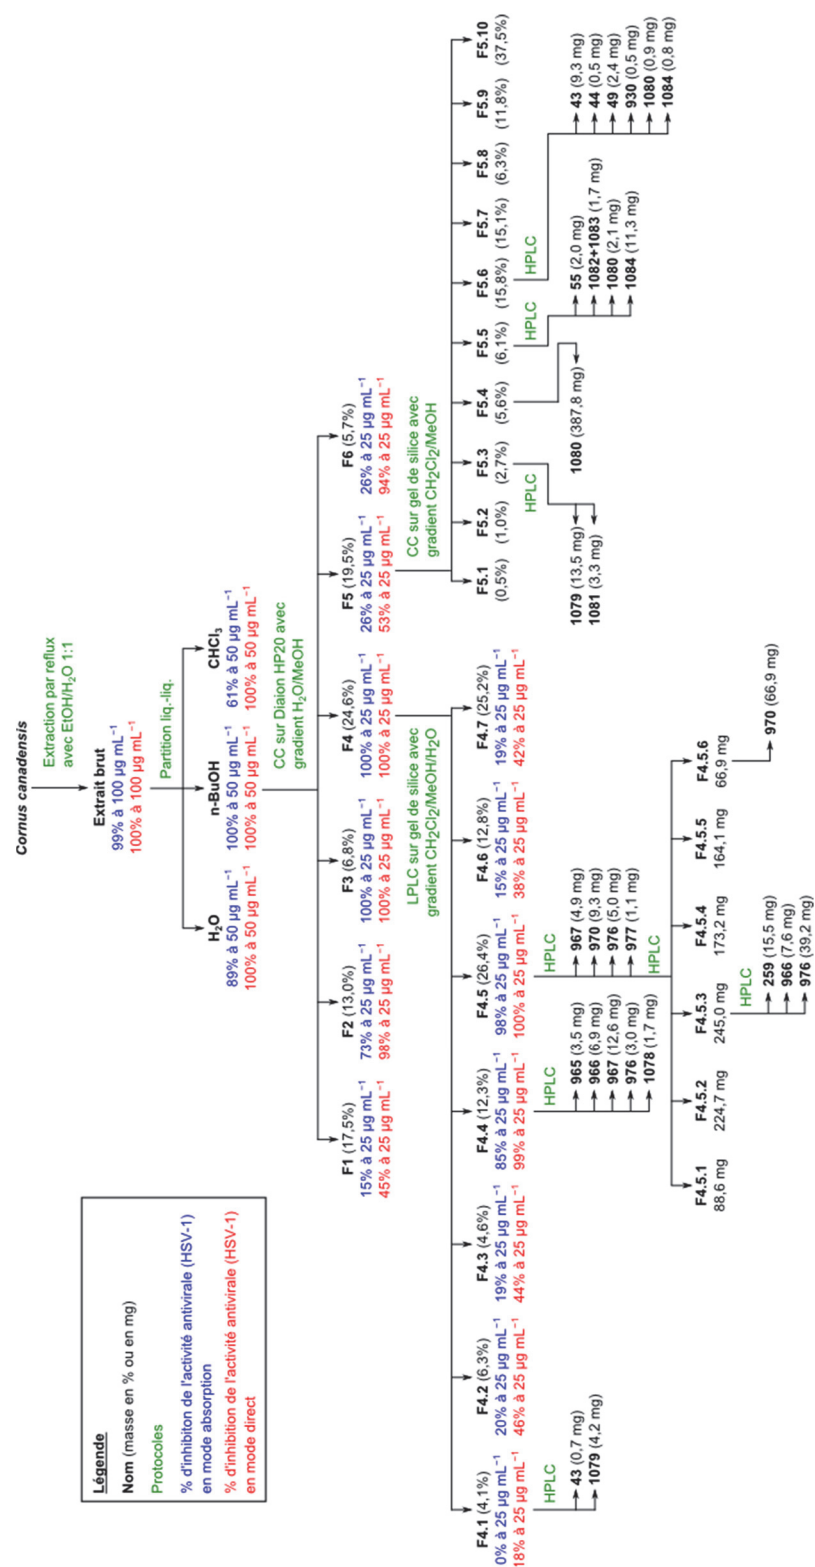 Légende
Nom (masse en % ou en mg)
Protocoles
% d'inhibiton de l'activité antivirale (HSV-1)
en mode absorption
% d'inhibition de l'activité antivirale (HSV-1)
en mode direct
Cornus canadensis
Extraction par reflux
avec EtOH/H₂O 1:1
Extrait brut
99% à 100 µg mL⁻¹
100% à 100 µg mL⁻¹
Partition liq.-liq.
H₂O
89% à 50 µg mL⁻¹
100% à 50 µg mL⁻¹
n-BuOH
100% à 50 µg mL⁻¹
100% à 50 µg mL⁻¹
CHCl₃
61% à 50 µg mL⁻¹
100% à 50 µg mL⁻¹
CC sur Diaion HP20 avec
gradient H₂O/MeOH
F1 (17,5%)
15% à 25 µg mL⁻¹
45% à 25 µg mL⁻¹
F2 (13,0%)
73% à 25 µg mL⁻¹
98% à 25 µg mL⁻¹
F3 (6,8%)
100% à 25 µg mL⁻¹
100% à 25 µg mL⁻¹
F4 (24,6%)
100% à 25 µg mL⁻¹
100% à 25 µg mL⁻¹
F5 (19,5%)
26% à 25 µg mL⁻¹
53% à 25 µg mL⁻¹
F6 (5,7%)
26% à 25 µg mL⁻¹
94% à 25 µg mL⁻¹
LPLC sur gel de silice avec
gradient CH₂Cl₂/MeOH/H₂O
CC sur gel de silice avec
gradient CH₂Cl₂/MeOH
F4.1 (4,1%)
0% à 25 µg mL⁻¹
18% à 25 µg mL⁻¹
F4.2 (6,3%)
20% à 25 µg mL⁻¹
46% à 25 µg mL⁻¹
F4.3 (4,6%)
19% à 25 µg mL⁻¹
44% à 25 µg mL⁻¹
F4.4 (12,3%)
85% à 25 µg mL⁻¹
99% à 25 µg mL⁻¹
F4.5 (26,4%)
98% à 25 µg mL⁻¹
100% à 25 µg mL⁻¹
F4.6 (12,8%)
15% à 25 µg mL⁻¹
38% à 25 µg mL⁻¹
F4.7 (25,2%)
19% à 25 µg mL⁻¹
42% à 25 µg mL⁻¹
F5.1
(0,5%)
F5.2
(1,0%)
F5.3
(2,7%)
F5.4
(5,6%)
F5.5
(6,1%)
F5.6
(15,8%)
F5.7
(15,1%)
F5.8
(6,3%)
F5.9
(11,8%)
F5.10
(37,5%)
HPLC
43 (0,7 mg)
1079 (4,2 mg)
HPLC
965 (3,5 mg)
966 (6,9 mg)
967 (12,6 mg)
976 (3,0 mg)
1078 (1,7 mg)
HPLC
967 (4,9 mg)
970 (9,3 mg)
976 (5,0 mg)
977 (1,1 mg)
HPLC
1079 (13,5 mg)
1081 (3,3 mg)
1080 (387,8 mg)
HPLC
55 (2,0 mg)
1082+1083 (1,7 mg)
1080 (2,1 mg)
1084 (11,3 mg)
HPLC
43 (9,3 mg)
44 (0,5 mg)
49 (2,4 mg)
930 (0,5 mg)
1080 (0,9 mg)
1084 (0,8 mg)
HPLC
F4.5.1
88,6 mg
F4.5.2
224,7 mg
F4.5.3
245,0 mg
F4.5.4
173,2 mg
F4.5.5
164,1 mg
F4.5.6
66,9 mg
HPLC
259 (15,5 mg)
966 (7,6 mg)
976 (39,2 mg)
970 (66,9 mg)